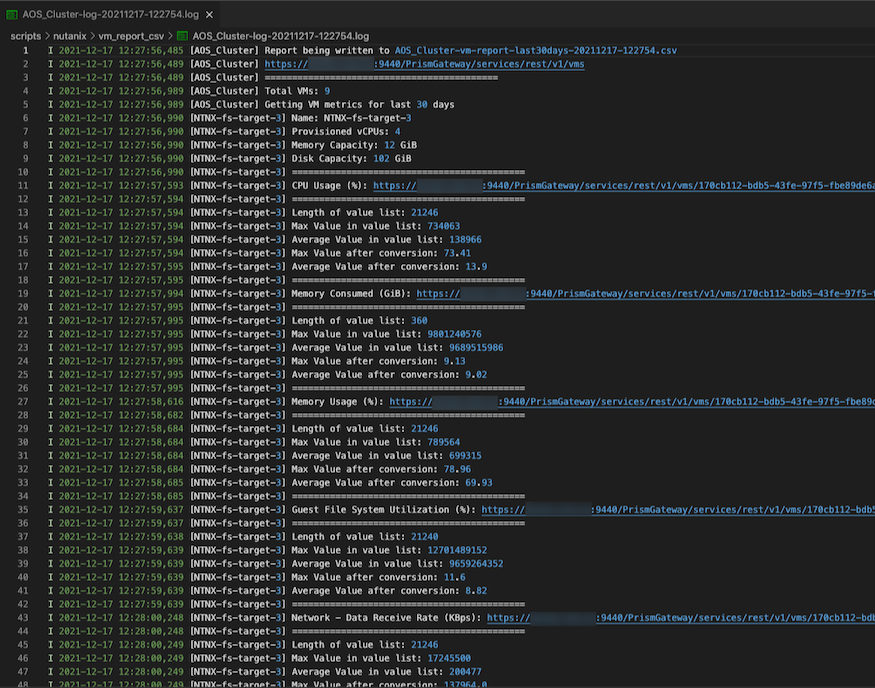 AOS_Cluster-log-20211217-122754.log ×
scripts > nutanix > vm_report_csv > AOS_Cluster-log-20211217-122754.log
1 I 2021-12-17 12:27:56,485 [AOS_Cluster] Report being written to AOS_Cluster-vm-report-last30days-20211217-122754.csv
2 I 2021-12-17 12:27:56,489 [AOS_Cluster] https:// :9440/PrismGateway/services/rest/v1/vms
3 I 2021-12-17 12:27:56,489 [AOS_Cluster] ========================================
4 I 2021-12-17 12:27:56,989 [AOS_Cluster] Total VMs: 9
5 I 2021-12-17 12:27:56,989 [AOS_Cluster] Getting VM metrics for last 30 days
6 I 2021-12-17 12:27:56,990 [NTNX-fs-target-3] Name: NTNX-fs-target-3
7 I 2021-12-17 12:27:56,990 [NTNX-fs-target-3] Provisioned vCPUs: 4
8 I 2021-12-17 12:27:56,990 [NTNX-fs-target-3] Memory Capacity: 12 GiB
9 I 2021-12-17 12:27:56,990 [NTNX-fs-target-3] Disk Capacity: 102 GiB
10 I 2021-12-17 12:27:56,990 [NTNX-fs-target-3] ========================================
11 I 2021-12-17 12:27:57,593 [NTNX-fs-target-3] CPU Usage (%): https:// :9440/PrismGateway/services/rest/v1/vms/170cb112-bdb5-43fe-97f5-fbe89de6
12 I 2021-12-17 12:27:57,594 [NTNX-fs-target-3] ========================================
13 I 2021-12-17 12:27:57,594 [NTNX-fs-target-3] Length of value list: 21246
14 I 2021-12-17 12:27:57,594 [NTNX-fs-target-3] Max Value in value list: 734063
15 I 2021-12-17 12:27:57,594 [NTNX-fs-target-3] Average Value in value list: 138966
16 I 2021-12-17 12:27:57,594 [NTNX-fs-target-3] Max Value after conversion: 73.41
17 I 2021-12-17 12:27:57,595 [NTNX-fs-target-3] Average Value after conversion: 13.9
18 I 2021-12-17 12:27:57,595 [NTNX-fs-target-3] ========================================
19 I 2021-12-17 12:27:57,994 [NTNX-fs-target-3] Memory Consumed (GiB): https:// :9440/PrismGateway/services/rest/v1/vms/170cb112-bdb5-43fe-97f5-
20 I 2021-12-17 12:27:57,995 [NTNX-fs-target-3] ========================================
21 I 2021-12-17 12:27:57,995 [NTNX-fs-target-3] Length of value list: 360
22 I 2021-12-17 12:27:57,995 [NTNX-fs-target-3] Max Value in value list: 9801240576
23 I 2021-12-17 12:27:57,995 [NTNX-fs-target-3] Average Value in value list: 9689515986
24 I 2021-12-17 12:27:57,995 [NTNX-fs-target-3] Max Value after conversion: 9.13
25 I 2021-12-17 12:27:57,995 [NTNX-fs-target-3] Average Value after conversion: 9.02
26 I 2021-12-17 12:27:57,995 [NTNX-fs-target-3] ========================================
27 I 2021-12-17 12:27:58,616 [NTNX-fs-target-3] Memory Usage (%): https:// :9440/PrismGateway/services/rest/v1/vms/170cb112-bdb5-43fe-97f5-fbe89
28 I 2021-12-17 12:27:58,682 [NTNX-fs-target-3] ========================================
29 I 2021-12-17 12:27:58,684 [NTNX-fs-target-3] Length of value list: 21246
30 I 2021-12-17 12:27:58,684 [NTNX-fs-target-3] Max Value in value list: 789564
31 I 2021-12-17 12:27:58,684 [NTNX-fs-target-3] Average Value in value list: 699315
32 I 2021-12-17 12:27:58,684 [NTNX-fs-target-3] Max Value after conversion: 78.96
33 I 2021-12-17 12:27:58,685 [NTNX-fs-target-3] Average Value after conversion: 69.93
34 I 2021-12-17 12:27:58,685 [NTNX-fs-target-3] ========================================
35 I 2021-12-17 12:27:59,637 [NTNX-fs-target-3] Guest File System Utilization (%): https:// :9440/PrismGateway/services/rest/v1/vms/170cb112-bdb5
36 I 2021-12-17 12:27:59,637 [NTNX-fs-target-3] ========================================
37 I 2021-12-17 12:27:59,639 [NTNX-fs-target-3] Length of value list: 21240
38 I 2021-12-17 12:27:59,639 [NTNX-fs-target-3] Max Value in value list: 12701489152
39 I 2021-12-17 12:27:59,639 [NTNX-fs-target-3] Average Value in value list: 9659264352
40 I 2021-12-17 12:27:59,639 [NTNX-fs-target-3] Max Value after conversion: 11.6
41 I 2021-12-17 12:27:59,639 [NTNX-fs-target-3] Average Value after conversion: 8.82
42 I 2021-12-17 12:27:59,639 [NTNX-fs-target-3] ========================================
43 I 2021-12-17 12:28:00,248 [NTNX-fs-target-3] Network – Data Receive Rate (KBps): https:// :9440/PrismGateway/services/rest/v1/vms/170cb112-bd
44 I 2021-12-17 12:28:00,248 [NTNX-fs-target-3] ========================================
45 I 2021-12-17 12:28:00,249 [NTNX-fs-target-3] Length of value list: 21246
46 I 2021-12-17 12:28:00,249 [NTNX-fs-target-3] Max Value in value list: 17245500
47 I 2021-12-17 12:28:00,249 [NTNX-fs-target-3] Average Value in value list: 200477
48 I 2021-12-17 12:28:00,249 [NTNX-fs-target-3] Max Value after conversion: 137964.0